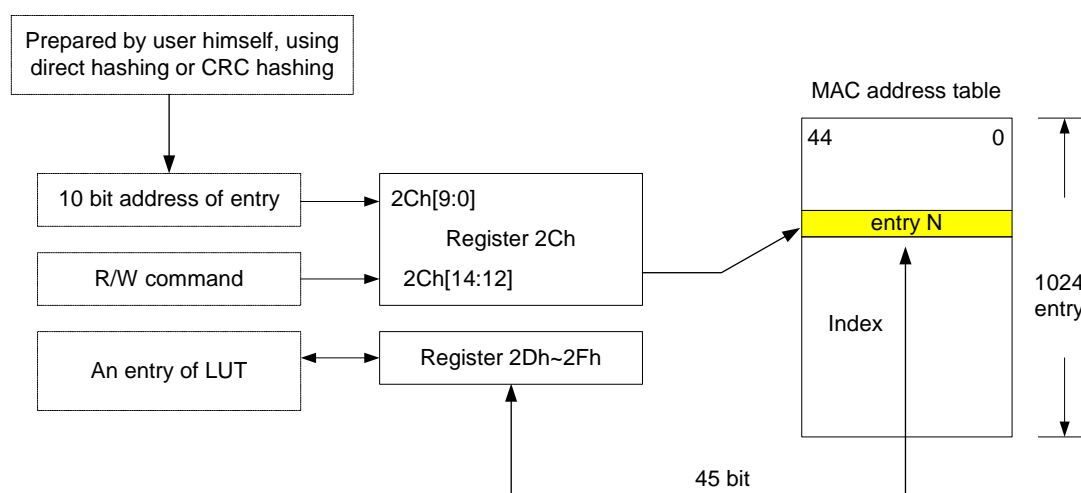 Prepared by user himself, using
direct hashing or CRC hashing
MAC address table
44 0
10 bit address of entry
2Ch[9:0]
Register 2Ch
entry N
R/W command
2Ch[14:12]
1024
entry
Index
An entry of LUT
Register 2Dh~2Fh
45 bit